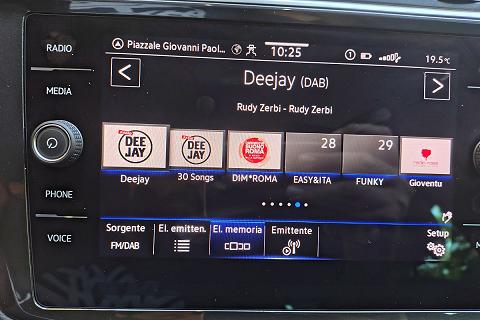 RADIO
MEDIA
PHONE
VOICE
Piazzale Giovanni Paol...
10:25
1
19.5°C
Deejay (DAB)
Rudy Zerbi - Rudy Zerbi
DEE JAY
DEE JAY
BUONO ROMA
28
29
Deejay
30 Songs
DIM*ROMA
EASY&ITA
FUNKY
Gioventu
Sorgente
El. emitten.
El. memoria
Emittente
Setup
FM/DAB